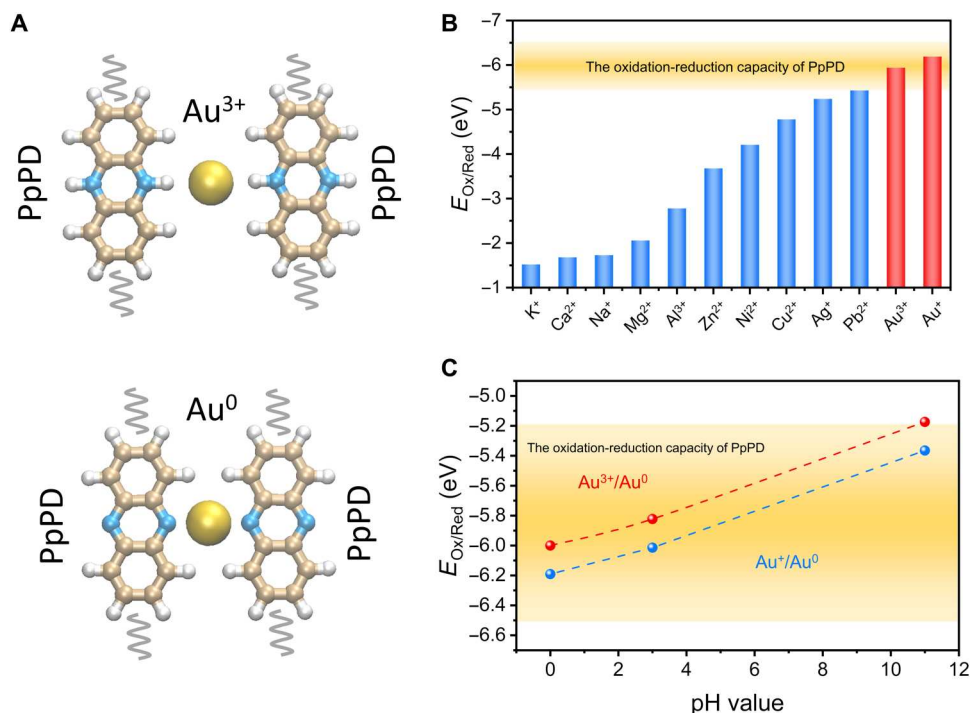 A
PpPD
Au³⁺
PpPD
PpPD
Au⁰
PpPD
B
E_Ox/Red (eV)
−7
−6
−5
−4
−3
−2
−1
The oxidation-reduction capacity of PpPD
K⁺
Ca²⁺
Na⁺
Mg²⁺
Al³⁺
Zn²⁺
Ni²⁺
Cu²⁺
Ag⁺
Pb²⁺
Au³⁺
Au⁺
C
E_Ox/Red (eV)
−5.0
−5.2
−5.4
−5.6
−5.8
−6.0
−6.2
−6.4
−6.6
The oxidation-reduction capacity of PpPD
Au³⁺/Au⁰
Au⁺/Au⁰
0 2 4 6 8 10 12
pH value